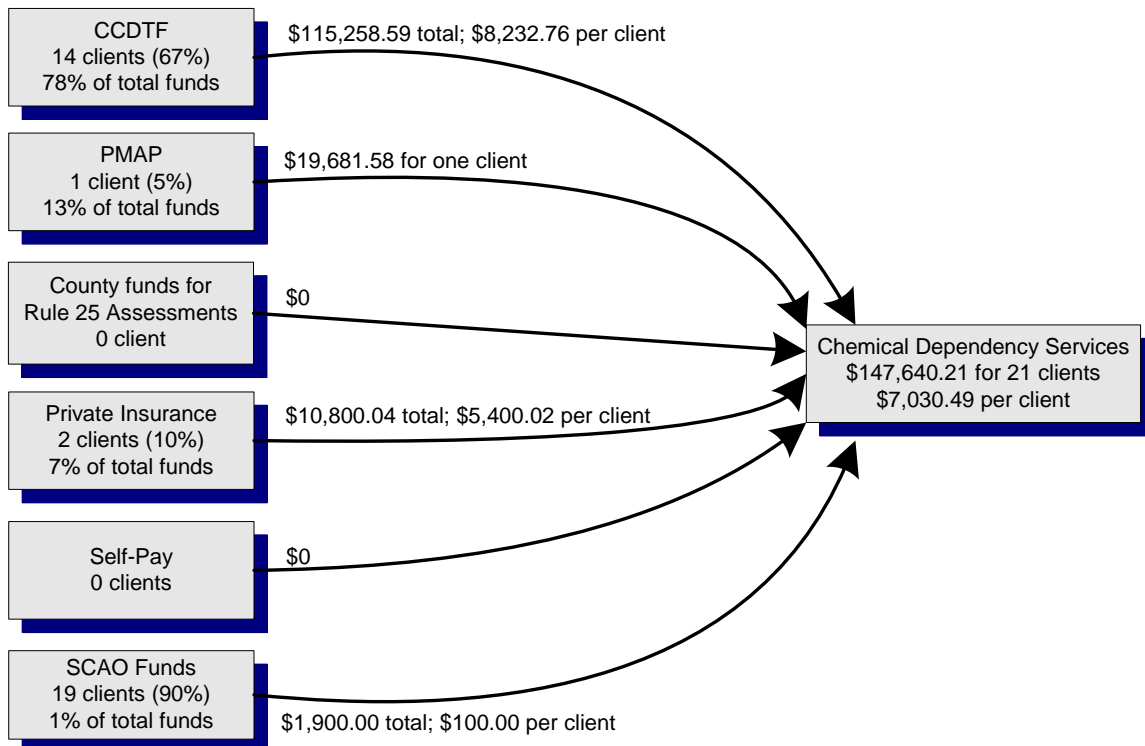 CCDTF
14 clients (67%)
78% of total funds
$115,258.59 total; $8,232.76 per client
PMAP
1 client (5%)
13% of total funds
$19,681.58 for one client
County funds for
Rule 25 Assessments
0 client
$0
Chemical Dependency Services
$147,640.21 for 21 clients
$7,030.49 per client
Private Insurance
2 clients (10%)
7% of total funds
$10,800.04 total; $5,400.02 per client
Self-Pay
0 clients
$0
SCAO Funds
19 clients (90%)
1% of total funds
$1,900.00 total; $100.00 per client